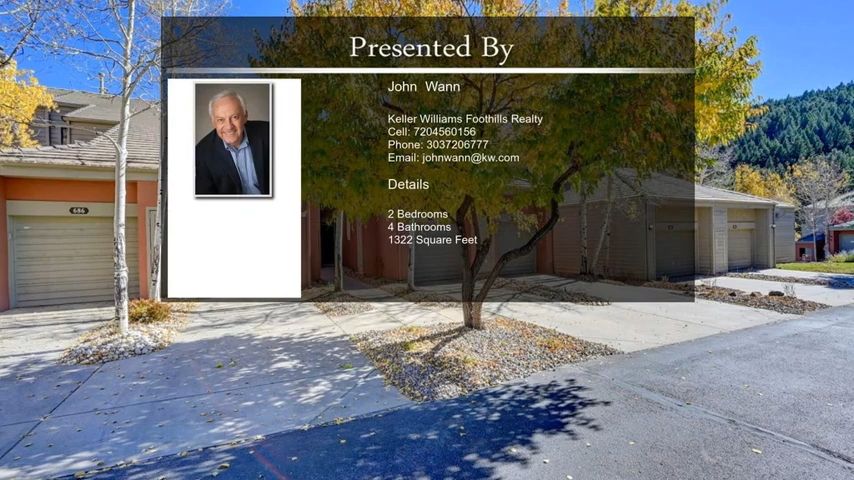 Presented By
John Wann
Keller Williams Foothills Realty
Cell: 7204560156
Phone: 3037206777
Email: johnwann@kw.com
Details
2 Bedrooms
4 Bathrooms
1322 Square Feet
686